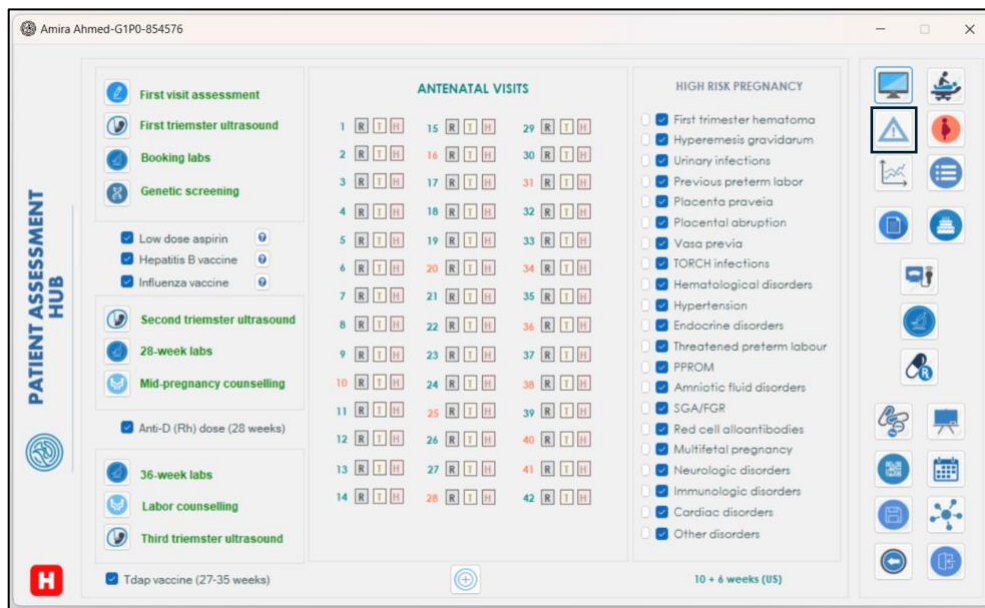 Amira Ahmed-G1P0-854576
PATIENT ASSESSMENT
HUB
First visit assessment
First triemster ultrasound
Booking labs
Genetic screening
Low dose aspirin
Hepatitis B vaccine
Influenza vaccine
Second triemster ultrasound
28-week labs
Mid-pregnancy counselling
Anti-D (Rh) dose (28 weeks)
36-week labs
Labor counselling
Third triemster ultrasound
H
Tdap vaccine (27-35 weeks)
ANTENATAL VISITS
1 R T H 15 R T H 29 R T H
2 R T H 16 R T H 30 R T H
3 R T H 17 R T H 31 R T H
4 R T H 18 R T H 32 R T H
5 R T H 19 R T H 33 R T H
6 R T H 20 R T H 34 R T H
7 R T H 21 R T H 35 R T H
8 R T H 22 R T H 36 R T H
9 R T H 23 R T H 37 R T H
10 R T H 24 R T H 38 R T H
11 R T H 25 R T H 39 R T H
12 R T H 26 R T H 40 R T H
13 R T H 27 R T H 41 R T H
14 R T H 28 R T H 42 R T H
HIGH RISK PREGNANCY
First trimester hematoma
Hyperemesis gravidarum
Urinary infections
Previous preterm labor
Placenta praveia
Placental abruption
Vasa previa
TORCH infections
Hematological disorders
Hypertension
Endocrine disorders
Threatened preterm labour
PPROM
Amniotic fluid disorders
SGA/FGR
Red cell alloantibodies
Multifetal pregnancy
Neurologic disorders
Immunologic disorders
Cardiac disorders
Other disorders
10 + 6 weeks (US)
R